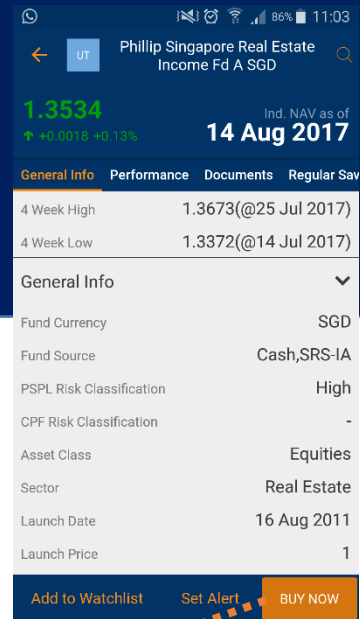 86% 11:03
UT
Phillip Singapore Real Estate
Income Fd A SGD
1.3534
+0.0018 +0.13%
Ind. NAV as of
14 Aug 2017
General Info Performance Documents Regular Sav
4 Week High 1.3673(@25 Jul 2017)
4 Week Low 1.3372(@14 Jul 2017)
General Info
Fund Currency SGD
Fund Source Cash,SRS-IA
PSPL Risk Classification High
CPF Risk Classification -
Asset Class Equities
Sector Real Estate
Launch Date 16 Aug 2011
Launch Price 1
Add to Watchlist Set Alert BUY NOW